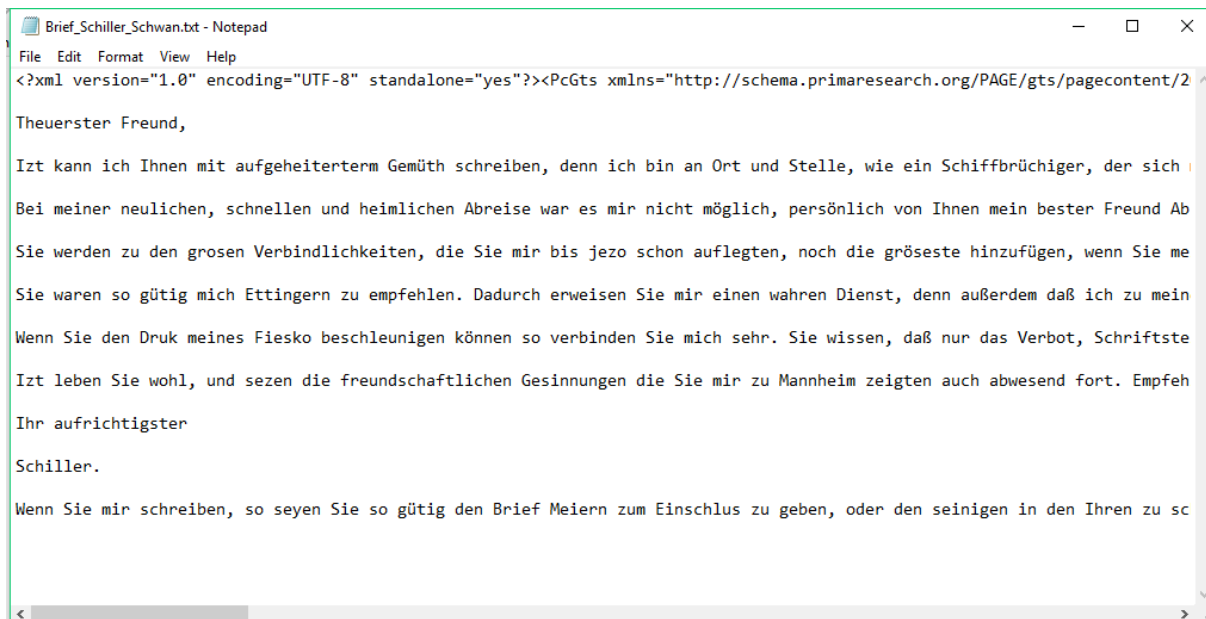 Brief_Schiller_Schwan.txt - Notepad
File Edit Format View Help
<?xml version="1.0" encoding="UTF-8" standalone="yes"?><PcGts xmlns="http://schema.primaresearch.org/PAGE/gts/pagecontent/2
Theuerster Freund,
Izt kann ich Ihnen mit aufgeheiterterm Gemüth schreiben, denn ich bin an Ort und Stelle, wie ein Schiffbrüchiger, der sich
Bei meiner neulichen, schnellen und heimlichen Abreise war es mir nicht möglich, persönlich von Ihnen mein bester Freund Ab
Sie werden zu den grosen Verbindlichkeiten, die Sie mir bis jezo schon auflegten, noch die gröseste hinzufügen, wenn Sie me
Sie waren so gütig mich Ettingern zu empfehlen. Dadurch erweisen Sie mir einen wahren Dienst, denn außerdem daß ich zu mein
Wenn Sie den Druk meines Fiesko beschleunigen können so verbinden Sie mich sehr. Sie wissen, daß nur das Verbot, Schriftste
Izt leben Sie wohl, und sezen die freundschaftlichen Gesinnungen die Sie mir zu Mannheim zeigten auch abwesend fort. Empfeh
Ihr aufrichtigster
Schiller.
Wenn Sie mir schreiben, so seyen Sie so gütig den Brief Meiern zum Einschlus zu geben, oder den seinigen in den Ihren zu sc